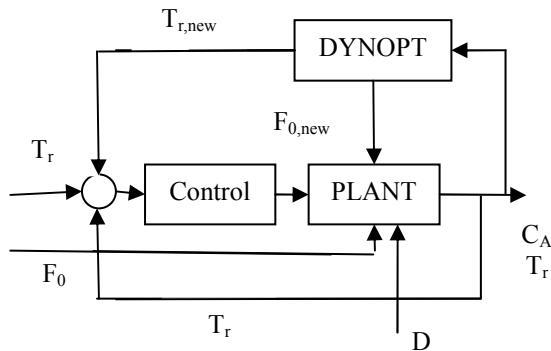 T_r,new
DYNOPT
F_0,new
T_r
Control
PLANT
C_A
T_r
F_0
T_r
D